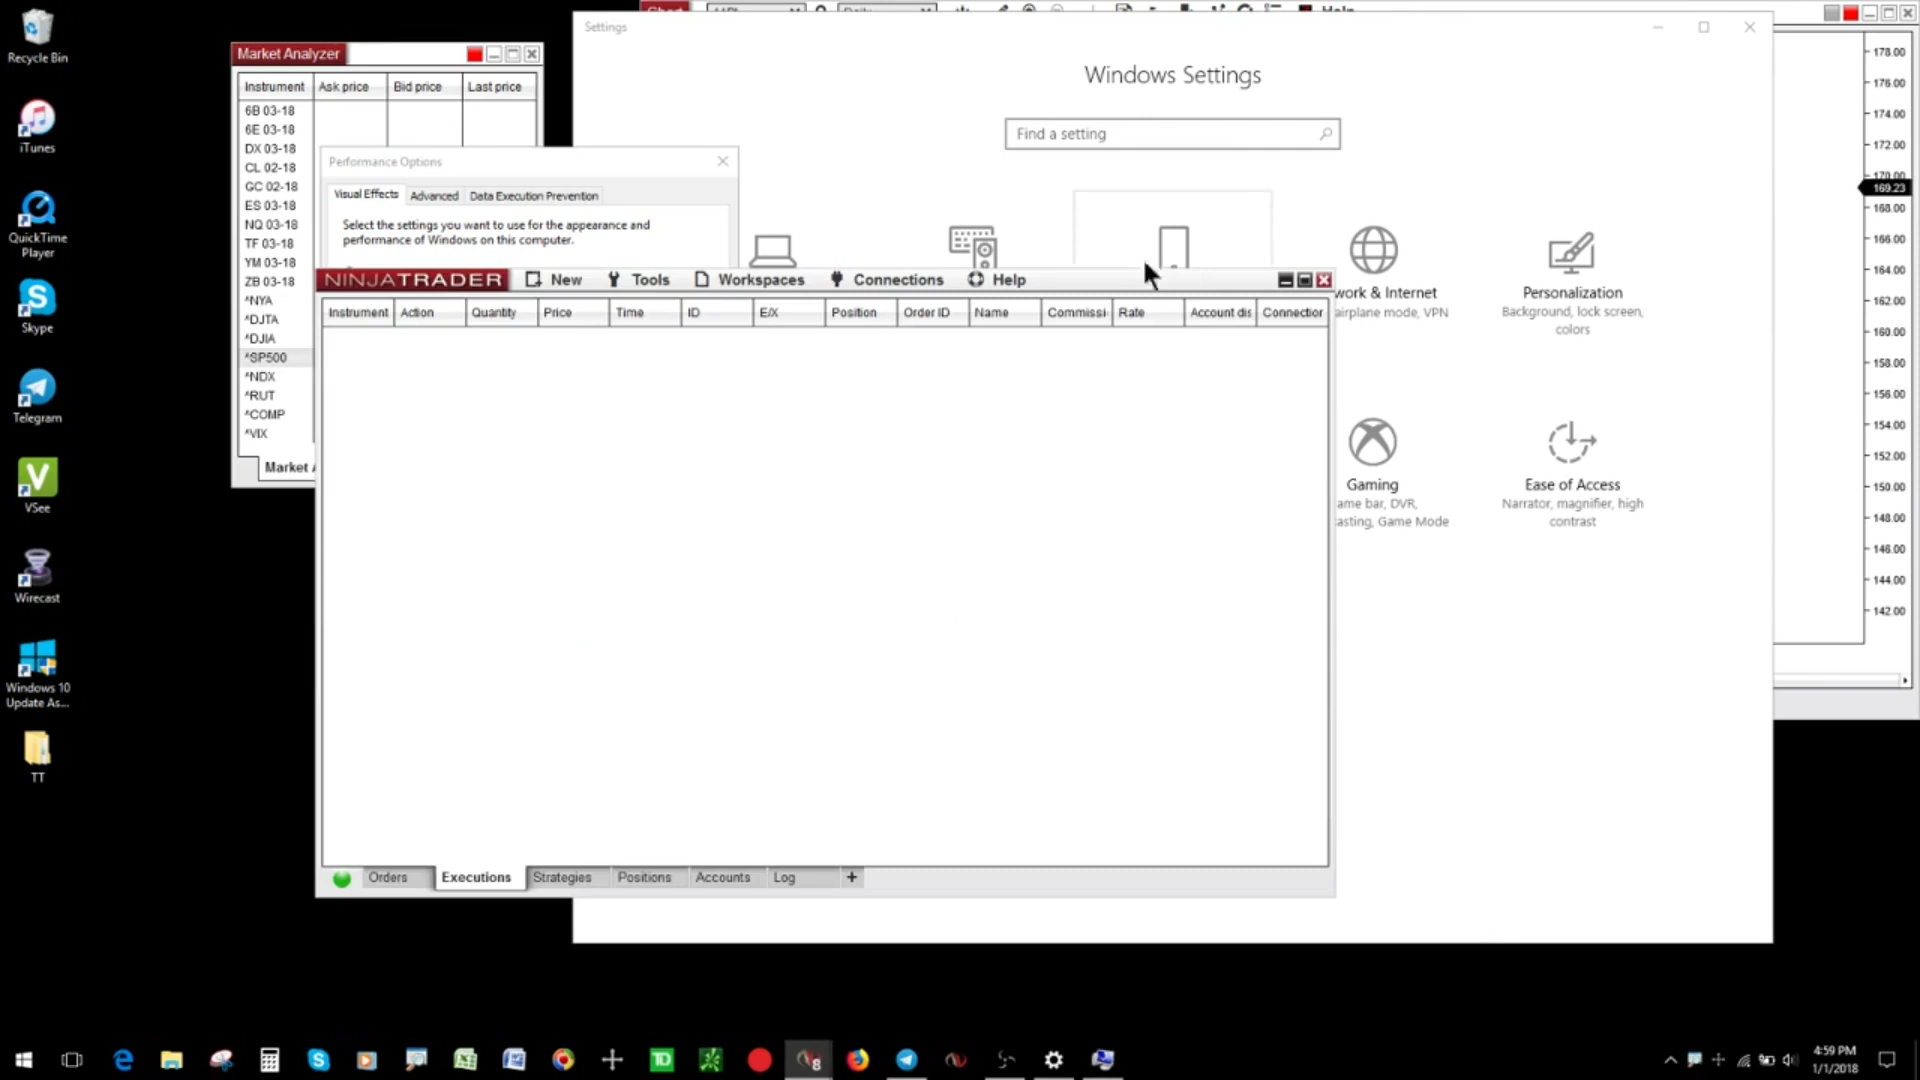 Recycle Bin
iTunes
QuickTime
Player
Skype
Telegram
VSee
Wirecast
Windows 10
Update As...
TT
Market Analyzer
Instrument Ask price Bid price Last price
6B 03-18
6E 03-18
DX 03-18
CL 02-18
GC 02-18
ES 03-18
NQ 03-18
TF 03-18
YM 03-18
ZB 03-18
^NYA
^DJTA
^DJIA
^SP500
^NDX
^RUT
^COMP
^VIX
Market
Performance Options
Visual Effects Advanced Data Execution Prevention
Select the settings you want to use for the appearance and
performance of Windows on this computer.
Settings
Windows Settings
Find a setting
work & Internet
airplane mode, VPN
Personalization
Background, lock screen,
colors
Gaming
ame bar, DVR,
asting, Game Mode
Ease of Access
Narrator, magnifier, high
contrast
NINJATRADER New Tools Workspaces Connections Help
Instrument Action Quantity Price Time ID E/X Position Order ID Name Commissi Rate Account dis Connection
Orders Executions Strategies Positions Accounts Log +
Help
178.00
176.00
174.00
172.00
170.00
169.23
168.00
166.00
164.00
162.00
160.00
158.00
156.00
154.00
152.00
150.00
148.00
146.00
144.00
142.00
TD
8
4:59 PM
1/1/2018